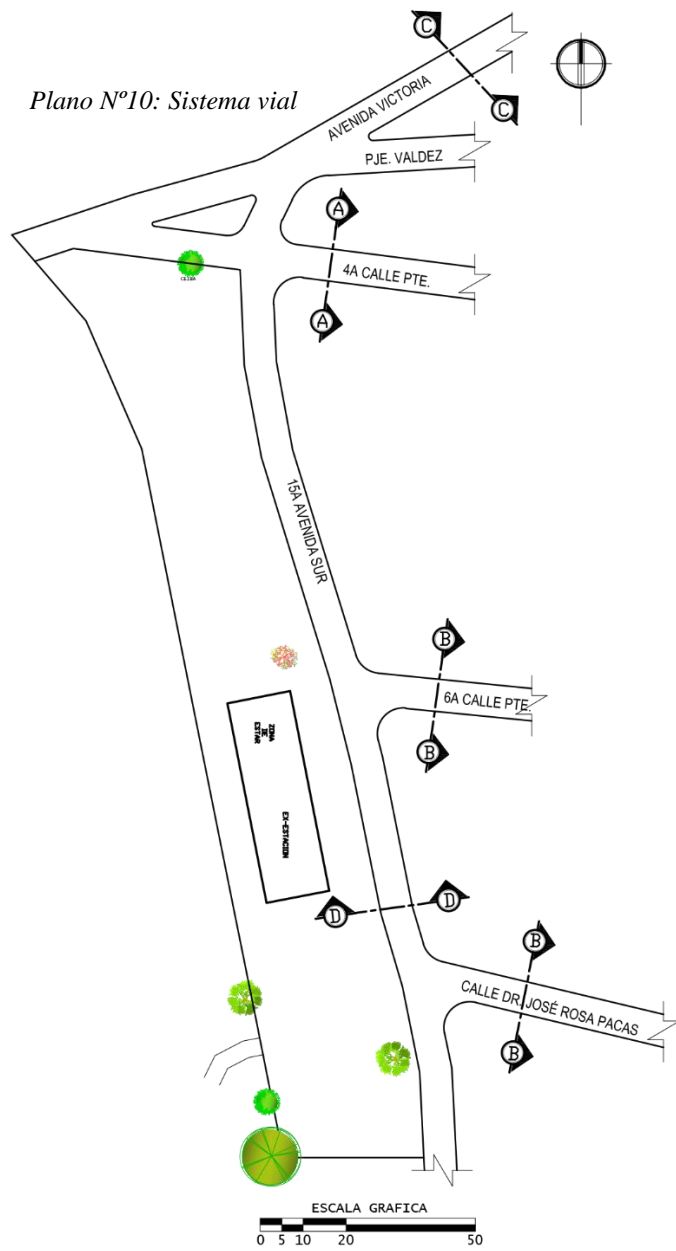 C
Plano Nº10: Sistema vial
AVENIDA VICTORIA
C
PJE. VALDEZ
A
CEIBA
4A CALLE PTE.
A
15A AVENIDA SUR
B
6A CALLE PTE.
ZONA
DE
ESTAR
B
EX-ESTACION
D
D
B
CALLE DR. JOSÉ ROSA PACAS
B
ESCALA GRAFICA
0 5 10 20 50